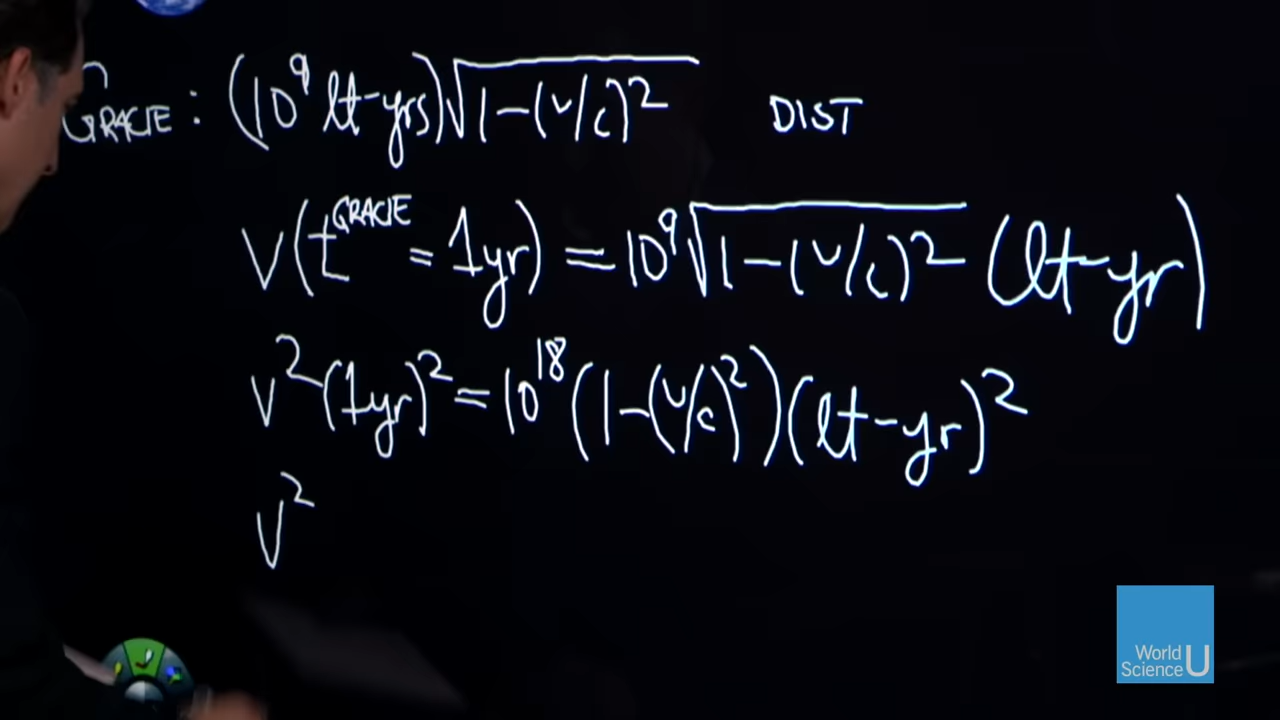 GRACIE: (10⁹ lt-yrs)√1-(v/c)² DIST
v(t^GRACIE = 1yr) = 10⁹√1-(v/c)² (lt-yr)
v²(1yr)² = 10¹⁸(1-(v/c)²)(lt-yr)²
v²
World
Science U